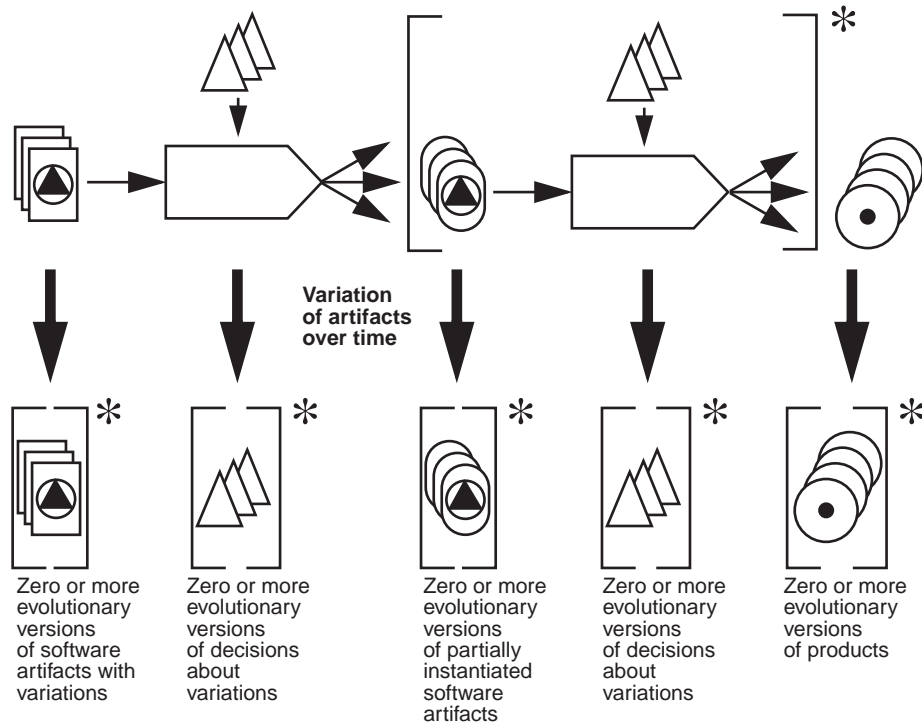 *
Variation
of artifacts
over time
*
*
*
*
*
Zero or more
evolutionary
versions
of software
artifacts with
variations
Zero or more
evolutionary
versions
of decisions
about
variations
Zero or more
evolutionary
versions
of partially
instantiated
software
artifacts
Zero or more
evolutionary
versions
of decisions
about
variations
Zero or more
evolutionary
versions
of products